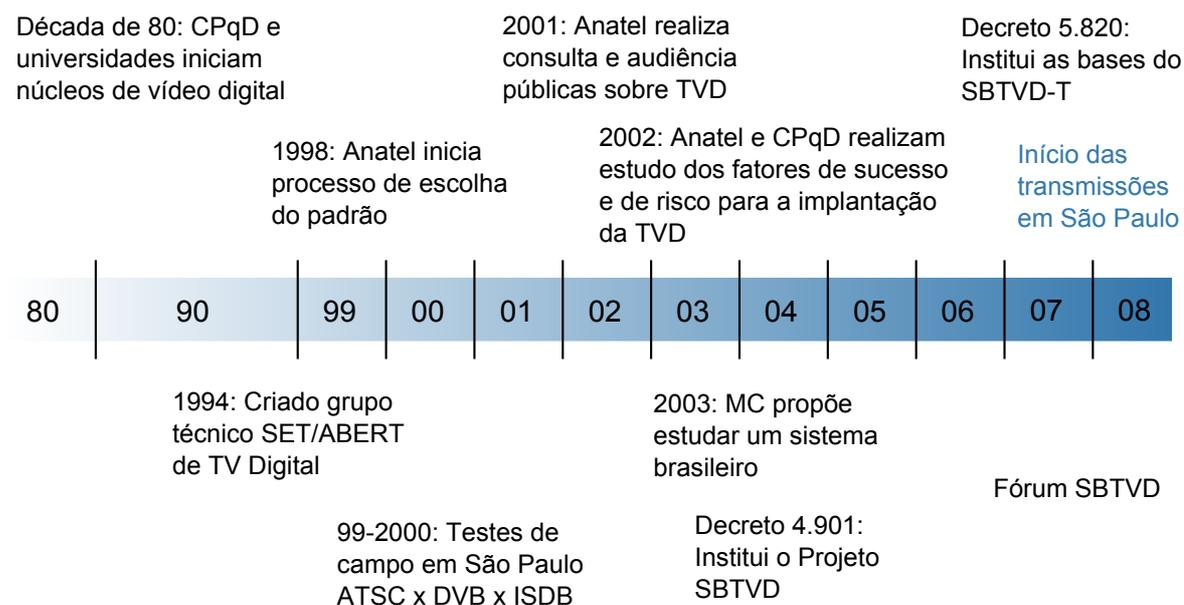 Década de 80: CPqD e
universidades iniciam
núcleos de vídeo digital
2001: Anatel realiza
consulta e audiência
públicas sobre TVD
Decreto 5.820:
Institui as bases do
SBTVD-T
1998: Anatel inicia
processo de escolha
do padrão
2002: Anatel e CPqD realizam
estudo dos fatores de sucesso
e de risco para a implantação
da TVD
Início das
transmissões
em São Paulo
80 90 99 00 01 02 03 04 05 06 07 08
1994: Criado grupo
técnico SET/ABERT
de TV Digital
2003: MC propõe
estudar um sistema
brasileiro
Fórum SBTVD
99-2000: Testes de
campo em São Paulo
ATSC x DVB x ISDB
Decreto 4.901:
Institui o Projeto
SBTVD